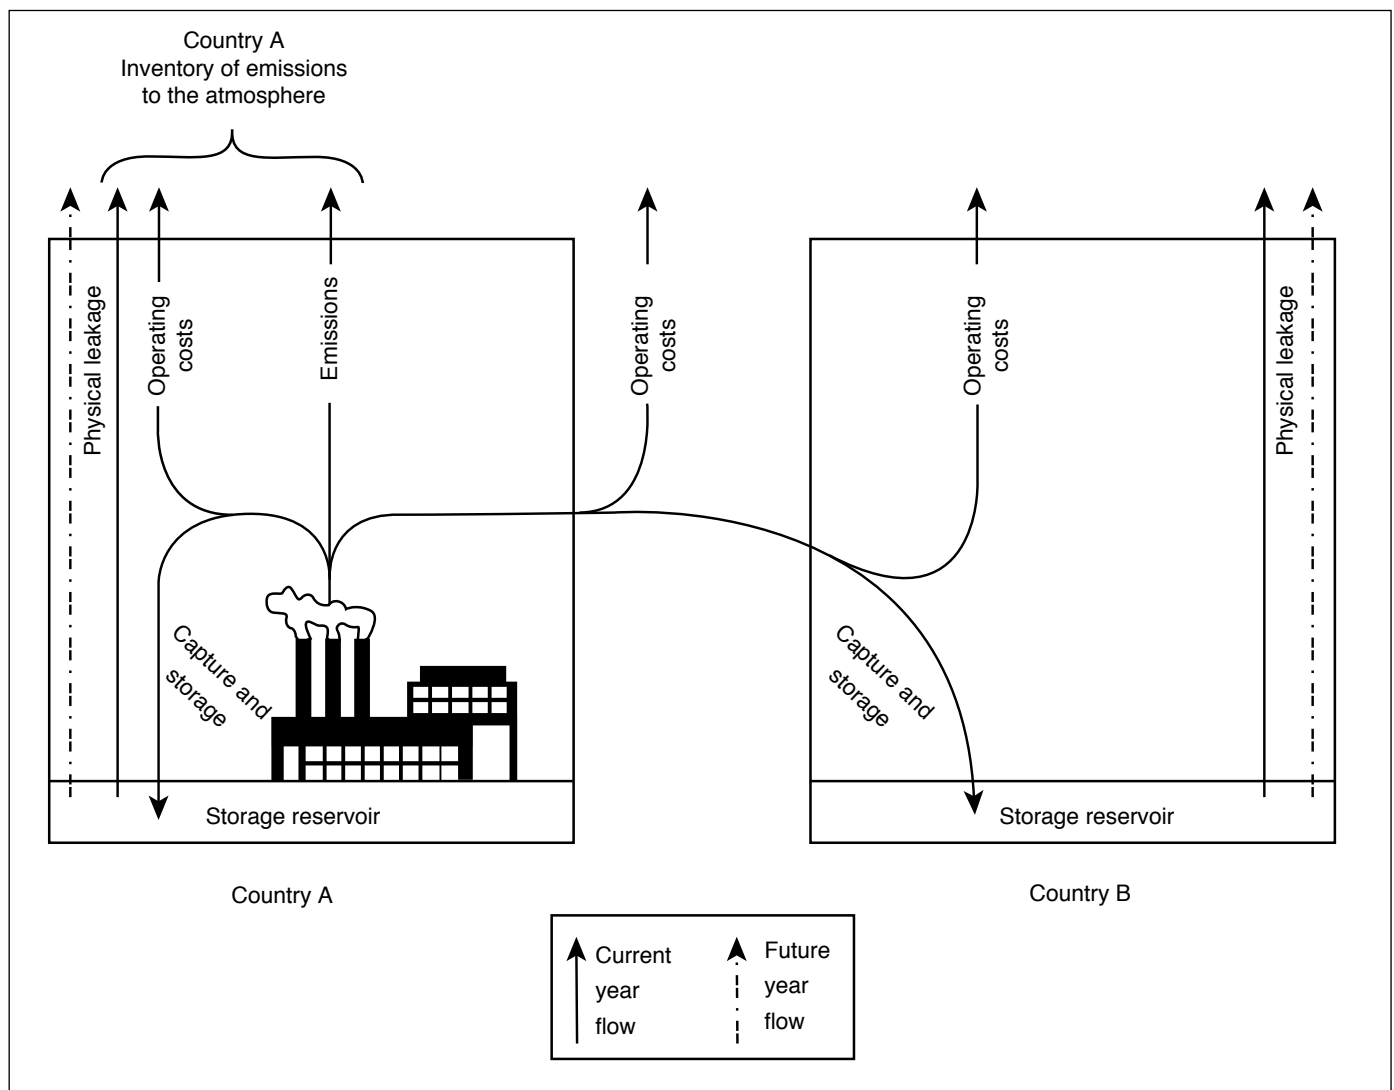 Country A
Inventory of emissions
to the atmosphere
Physical leakage
Operating
costs
Emissions
Operating
costs
Operating
costs
Physical leakage
Capture and
storage
Capture and
storage
Storage reservoir
Storage reservoir
Country A
Country B
Current
year
flow
Future
year
flow